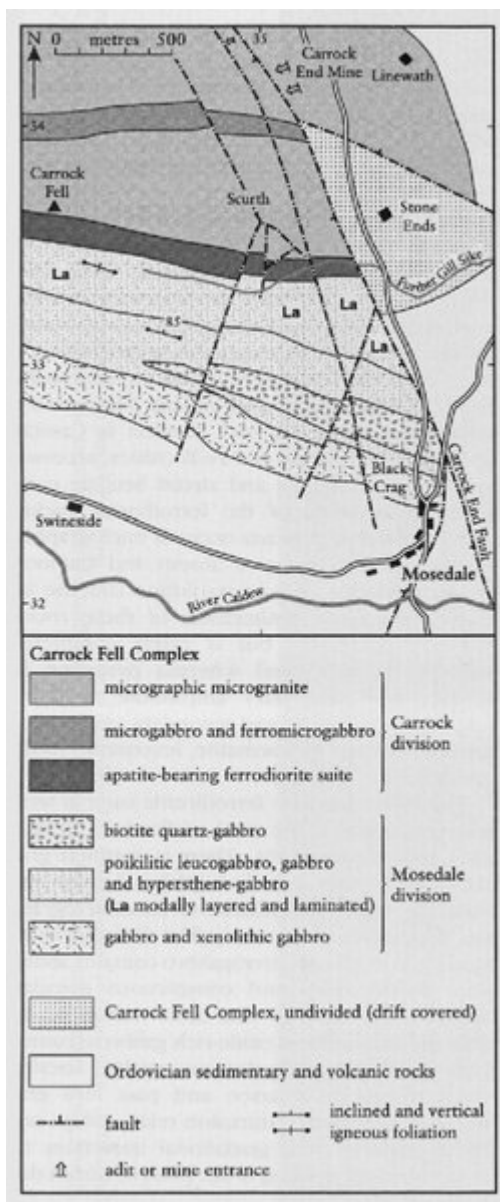 N 0 metres 500
35
Carrock
End Mine
Linewath
34
Carrock
Fell
Scurth
Stone
Ends
Further Gill Sike
La
La
La
85
La
33
Black
Crag
Carrock End Fault
Swineside
Mosedale
32
River Caldew
Carrock Fell Complex
micrographic microgranite
microgabbro and ferromicrogabbro
Carrock
division
apatite-bearing ferrodiorite suite
biotite quartz-gabbro
poikilitic leucogabbro, gabbro
and hypersthene-gabbro
(La modally layered and laminated)
Mosedale
division
gabbro and xenolithic gabbro
Carrock Fell Complex, undivided (drift covered)
Ordovician sedimentary and volcanic rocks
fault
inclined and vertical
igneous foliation
adit or mine entrance